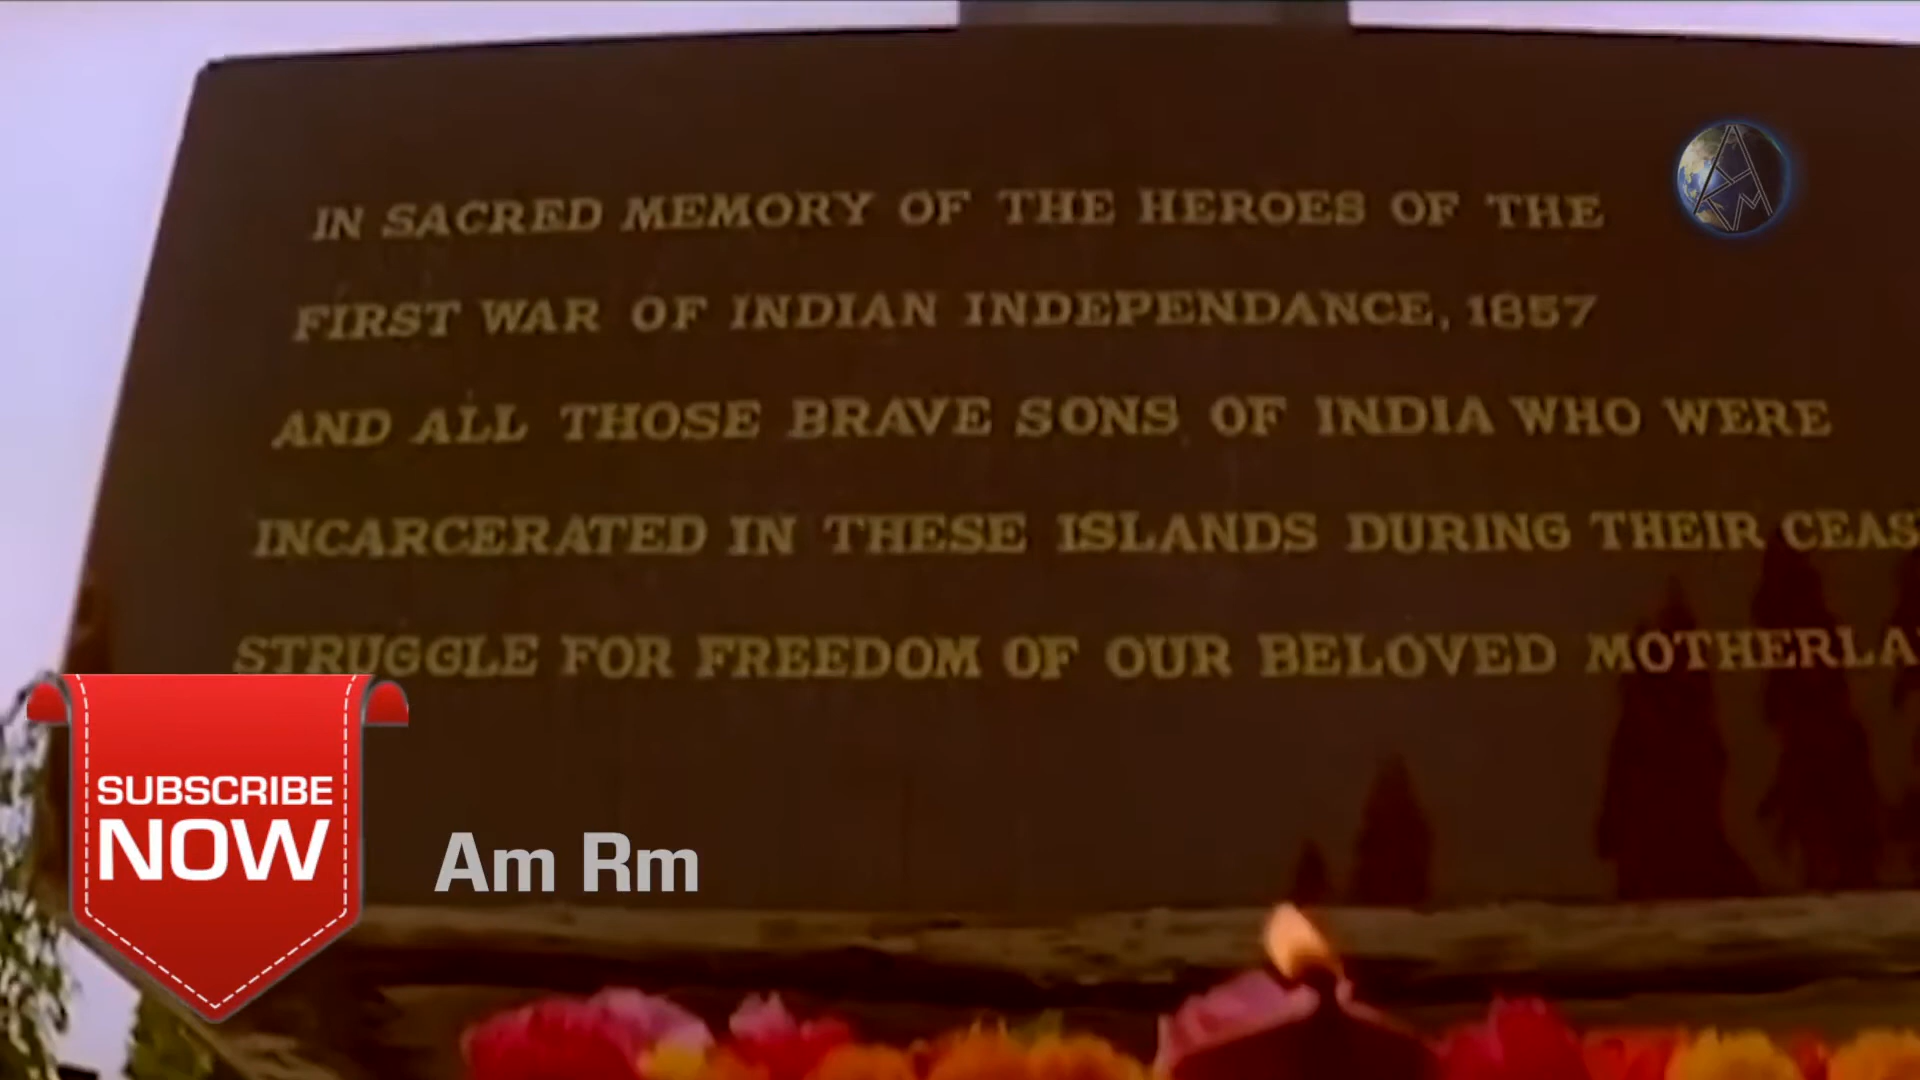 IN SACRED MEMORY OF THE HEROES OF THE
FIRST WAR OF INDIAN INDEPENDANCE, 1857
AND ALL THOSE BRAVE SONS OF INDIA WHO WERE
INCARCERATED IN THESE ISLANDS DURING THEIR CEAS
STRUGGLE FOR FREEDOM OF OUR BELOVED MOTHERLA
SUBSCRIBE
NOW
Am Rm